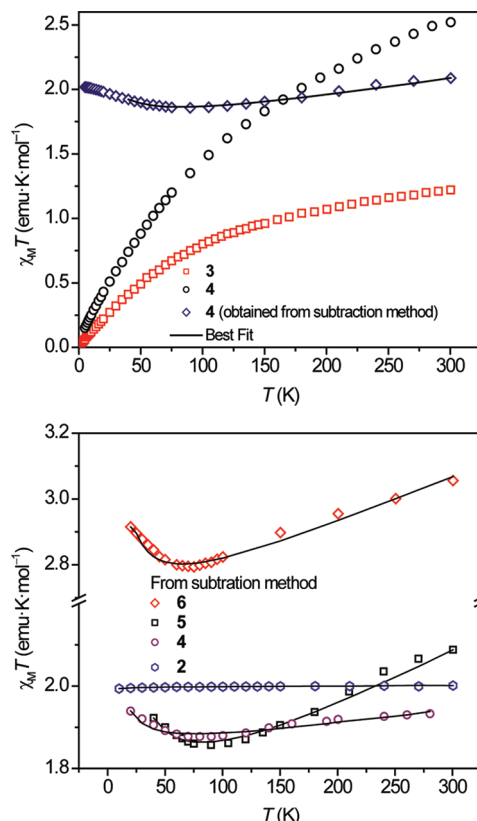 2.5
2.0
1.5
1.0
0.5
0.0
χMT (emu·K·mol⁻¹)
3
4
4 (obtained from subtraction method)
Best Fit
0 50 100 150 200 250 300
T (K)
3.2
3.0
2.8
2.0
1.8
χMT (emu·K·mol⁻¹)
From subtration method
6
5
4
2
0 50 100 150 200 250 300
T (K)